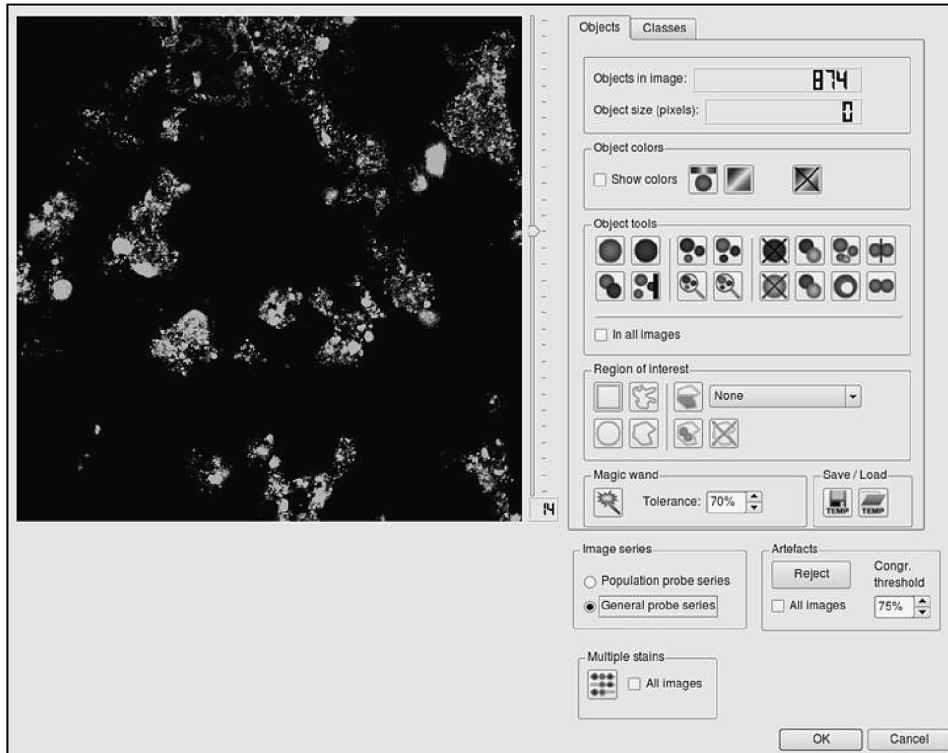 Objects Classes
Objects in image: 874
Object size (pixels): 0
Object colors
Show colors
Object tools
In all images
Region of interest
None
Magic wand
Save / Load
Tolerance: 70%
TEMP TEMP
14
Image series
Population probe series
General probe series
Artefacts
Reject
Congr.
threshold
All images
75%
Multiple stains
All images
OK Cancel